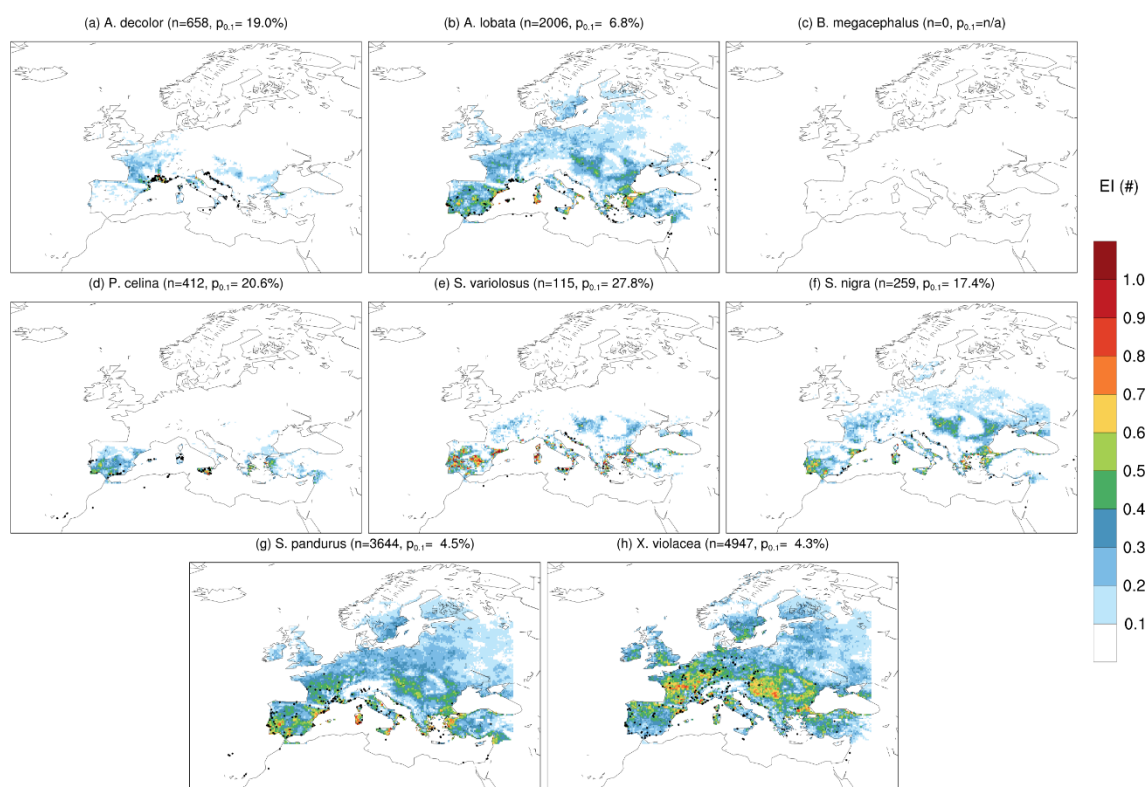 (a) A. decolor (n=658, p0.1= 19.0%)
(b) A. lobata (n=2006, p0.1= 6.8%)
(c) B. megacephalus (n=0, p0.1=n/a)
EI (#)
(d) P. celina (n=412, p0.1= 20.6%)
(e) S. variolosus (n=115, p0.1= 27.8%)
(f) S. nigra (n=259, p0.1= 17.4%)
1.0
0.9
0.8
0.7
0.6
0.5
0.4
0.3
0.2
0.1
(g) S. pandurus (n=3644, p0.1= 4.5%)
(h) X. violacea (n=4947, p0.1= 4.3%)